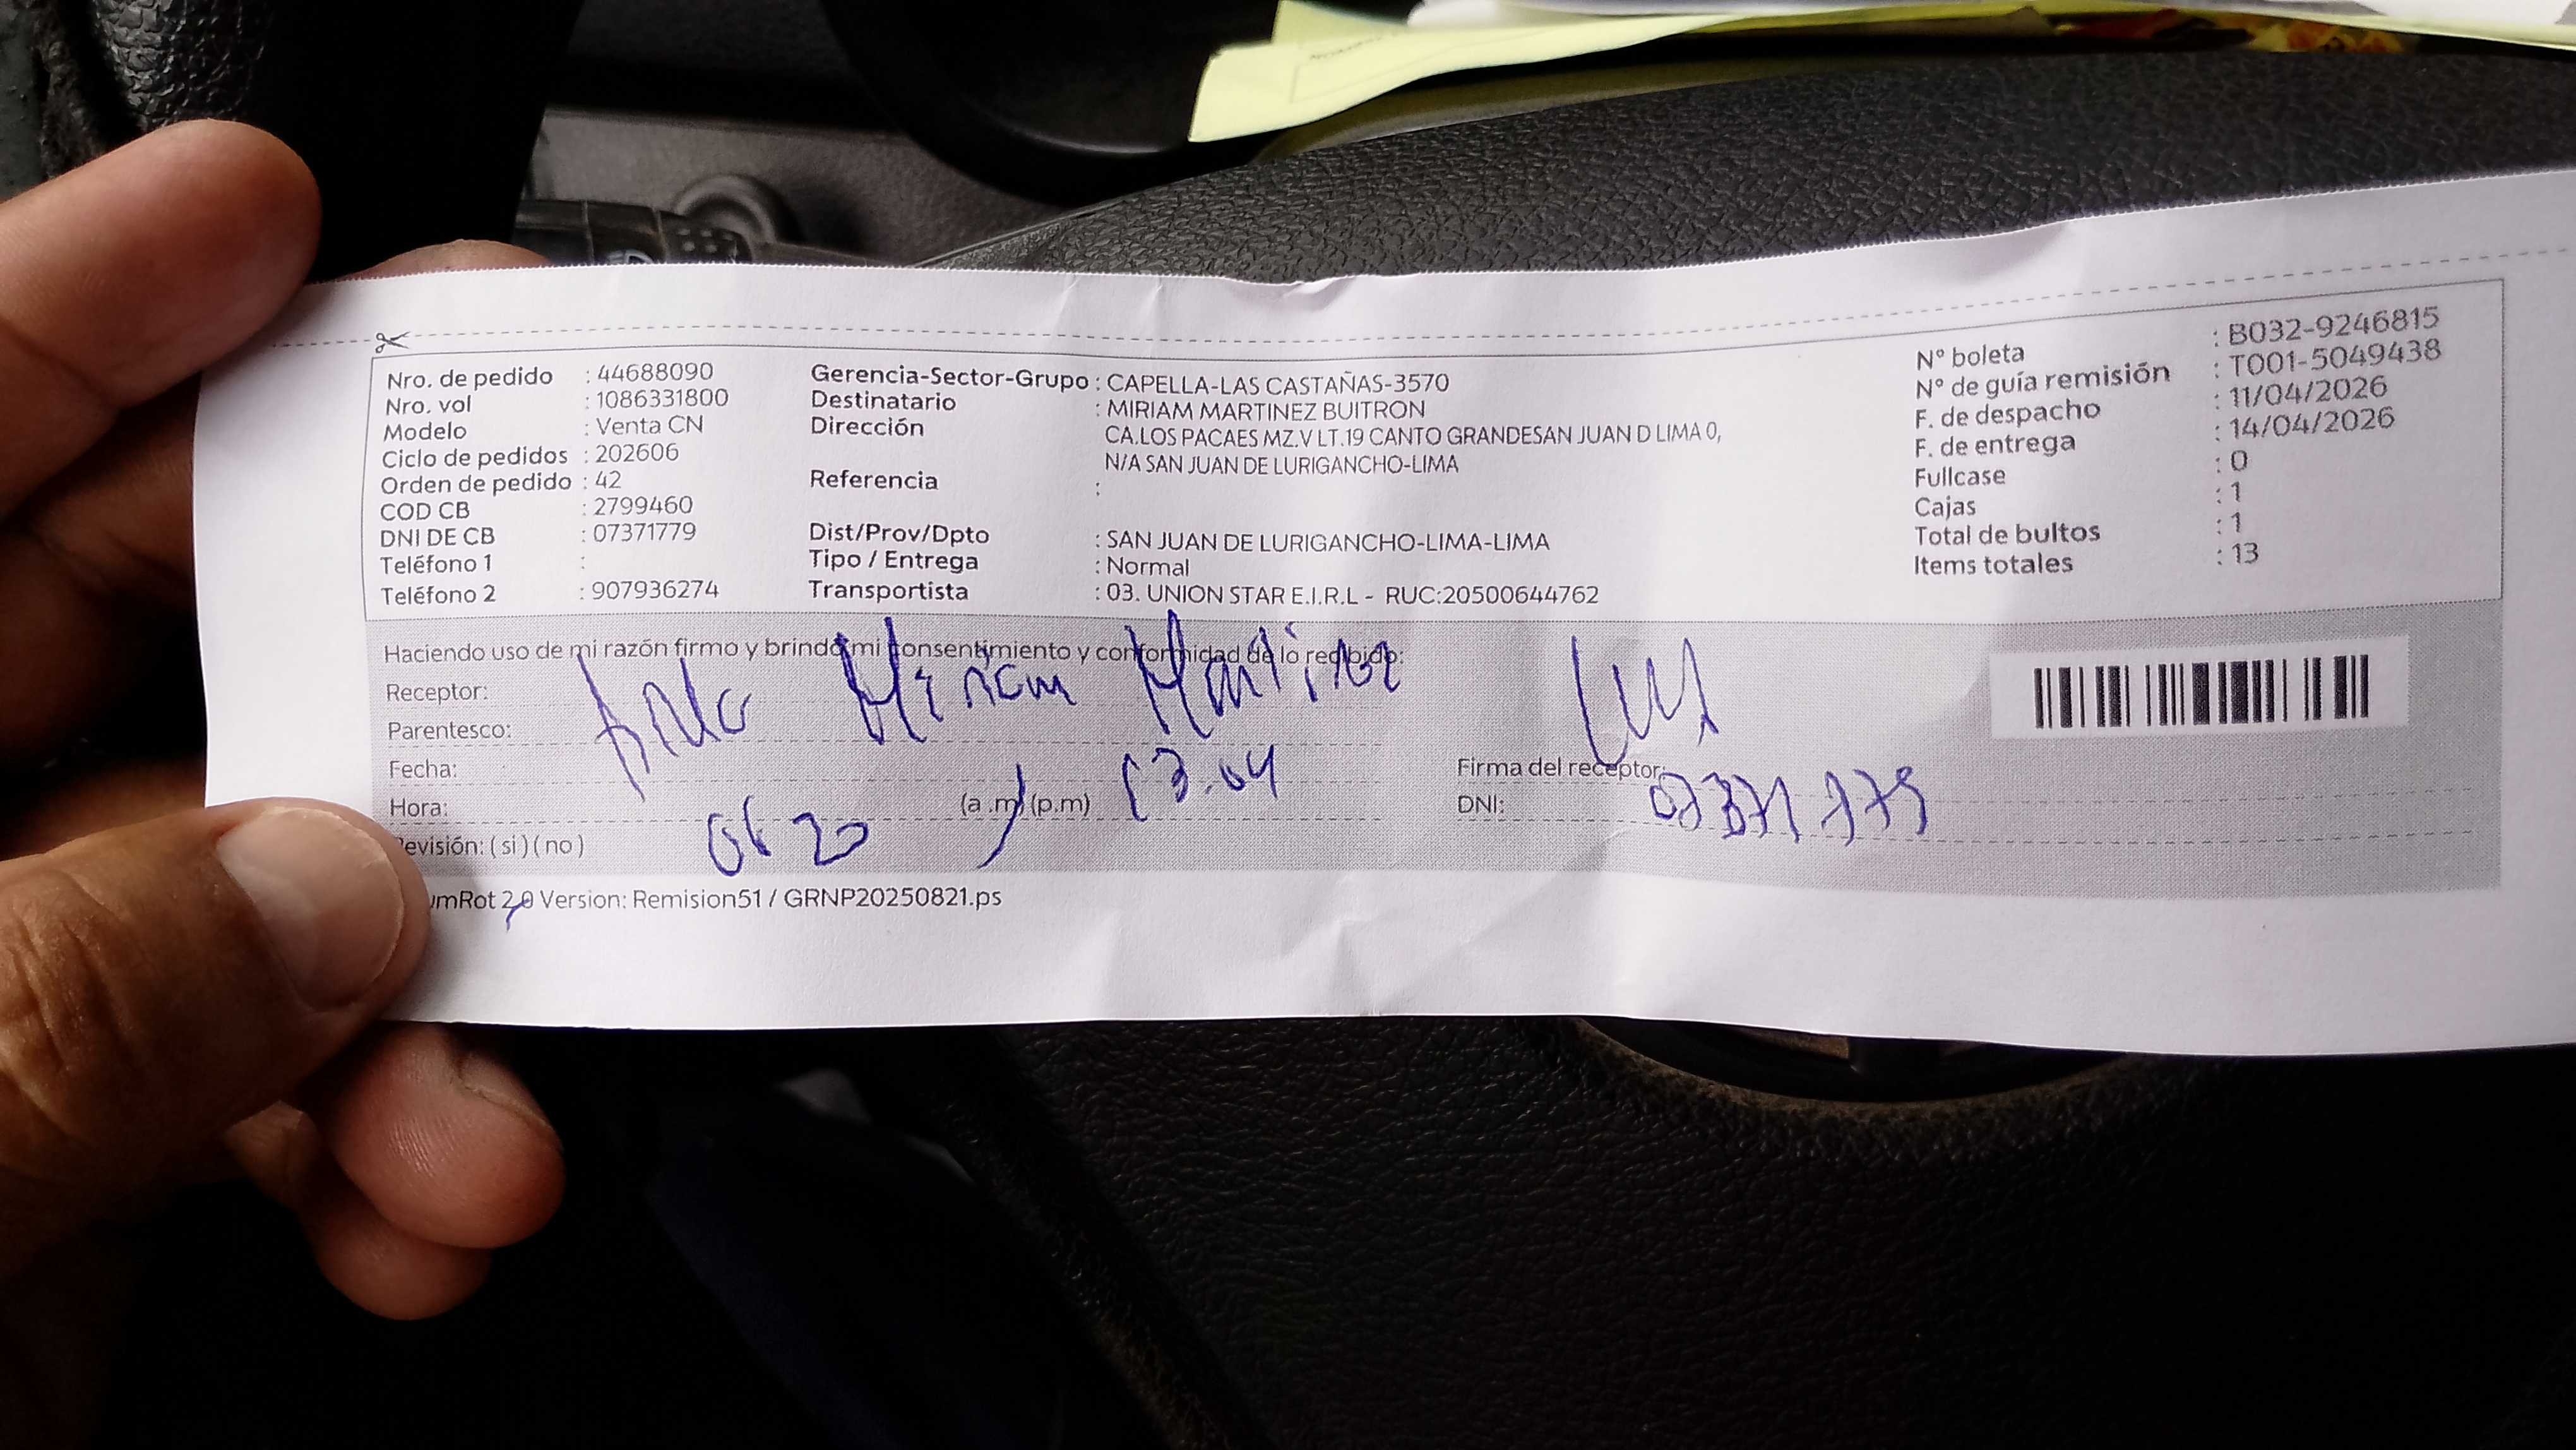 Nro. de pedido : 44688090
Nro. vol : 1086331800
Modelo : Venta CN
Ciclo de pedidos : 202606
Orden de pedido : 42
COD CB : 2799460
DNI DE CB : 07371779
Teléfono 1 :
Teléfono 2 : 907936274
Gerencia-Sector-Grupo : CAPELLA-LAS CASTAÑAS-3570
Destinatario : MIRIAM MARTINEZ BUITRON
Dirección CA.LOS PACAES MZ.V LT.19 CANTO GRANDESAN JUAN D LIMA 0,
N/A SAN JUAN DE LURIGANCHO-LIMA
Referencia :
Dist/Prov/Dpto : SAN JUAN DE LURIGANCHO-LIMA-LIMA
Tipo / Entrega : Normal
Transportista : 03. UNION STAR E.I.R.L - RUC:20500644762
N° boleta : B032-9246815
N° de guía remisión : T001-5049438
F. de despacho : 11/04/2026
F. de entrega : 14/04/2026
Fullcase : 0
Cajas : 1
Total de bultos : 1
Items totales : 13
Haciendo uso de mi razón firmo y brindo mi consentimiento y conformidad de lo recibido:
Receptor: Miriam Martinez
Parentesco:
Fecha: 13.04
Hora: (a.m) (p.m)
evisión: ( si ) ( no )
Firma del receptor:
DNI: 07371779
umRot 2.0 Version: Remision51 / GRNP20250821.ps